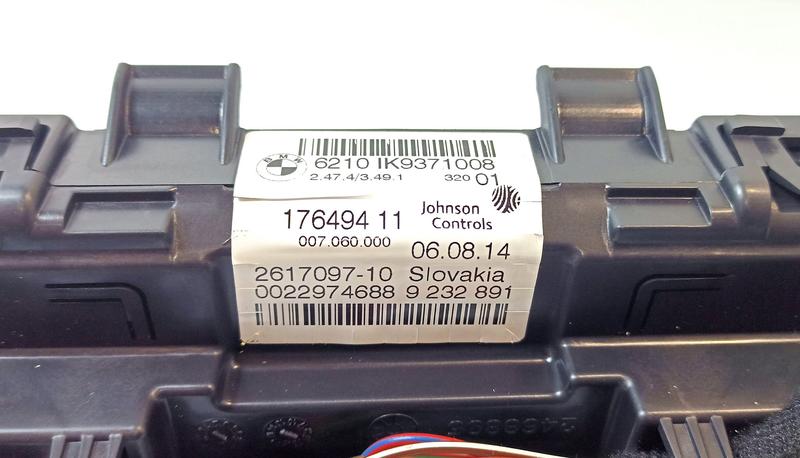 BMW
6210 IK9371008
2.47.4/3.49.1 320 01
176494 11 Johnson
007.060.000 Controls
06.08.14
2617097-10 Slovakia
0022974688 9 232 891